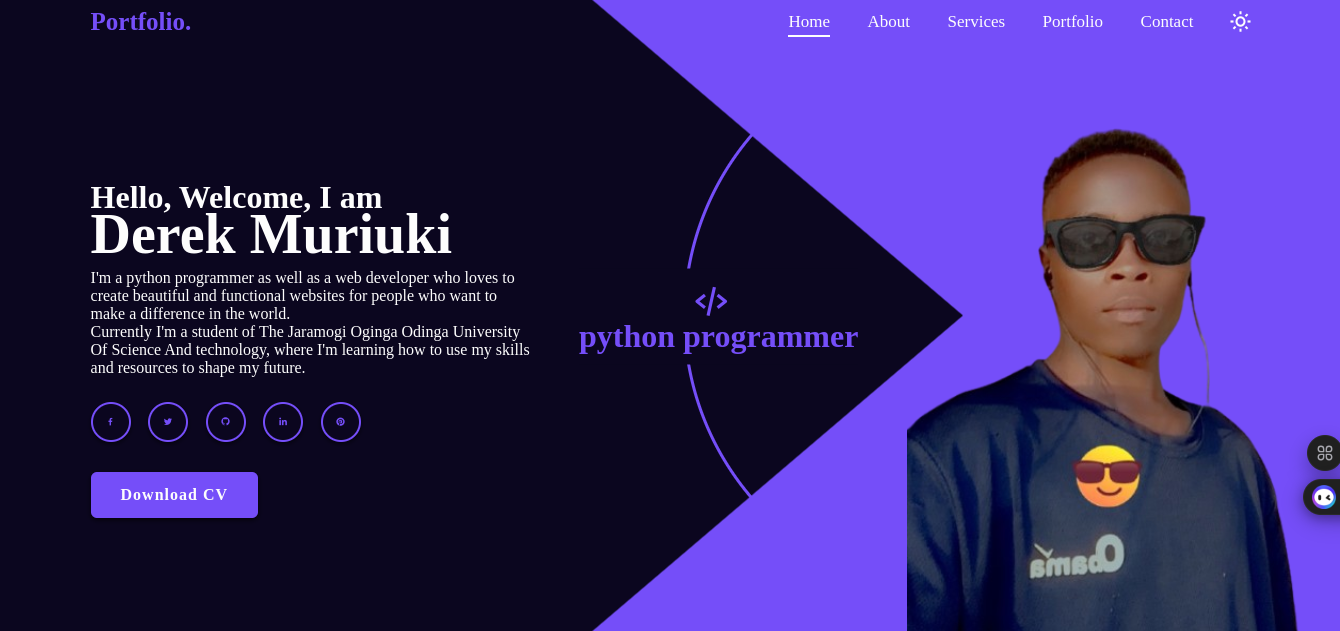 Portfolio.
Home
About
Services
Portfolio
Contact
Hello, Welcome, I am
Derek Muriuki
I'm a python programmer as well as a web developer who loves to
create beautiful and functional websites for people who want to
make a difference in the world.
Currently I'm a student of The Jaramogi Oginga Odinga University
Of Science And technology, where I'm learning how to use my skills
and resources to shape my future.
</>
python programmer
f
in
Download CV
Obama